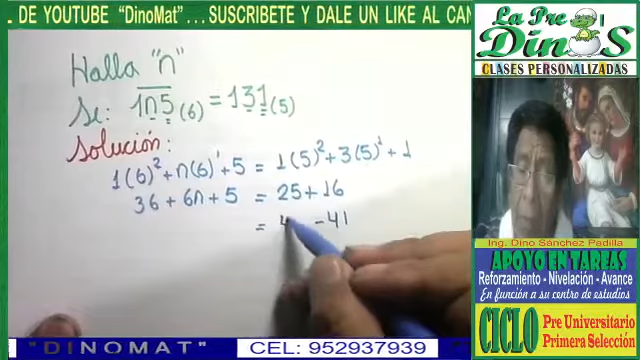 DE YOUTUBE "DinoMat" ... SUSCRIBETE Y DALE UN LIKE AL CAN
La Pre
DinoS
CLASES PERSONALIZADAS
Halla "n"
Si: 1n5(6) = 131(5)
Solución:
1(6)²+n(6)¹+5 = 1(5)²+3(5)¹+1
36+6n+5 = 25+16
= 4 -41
Ing. Dino Sánchez Padilla
APOYO EN TAREAS
Reforzamiento - Nivelación - Avance
En función a su centro de estudios
CICLO Pre Universitario
Primera Selección
"DINOMAT" CEL: 952937939